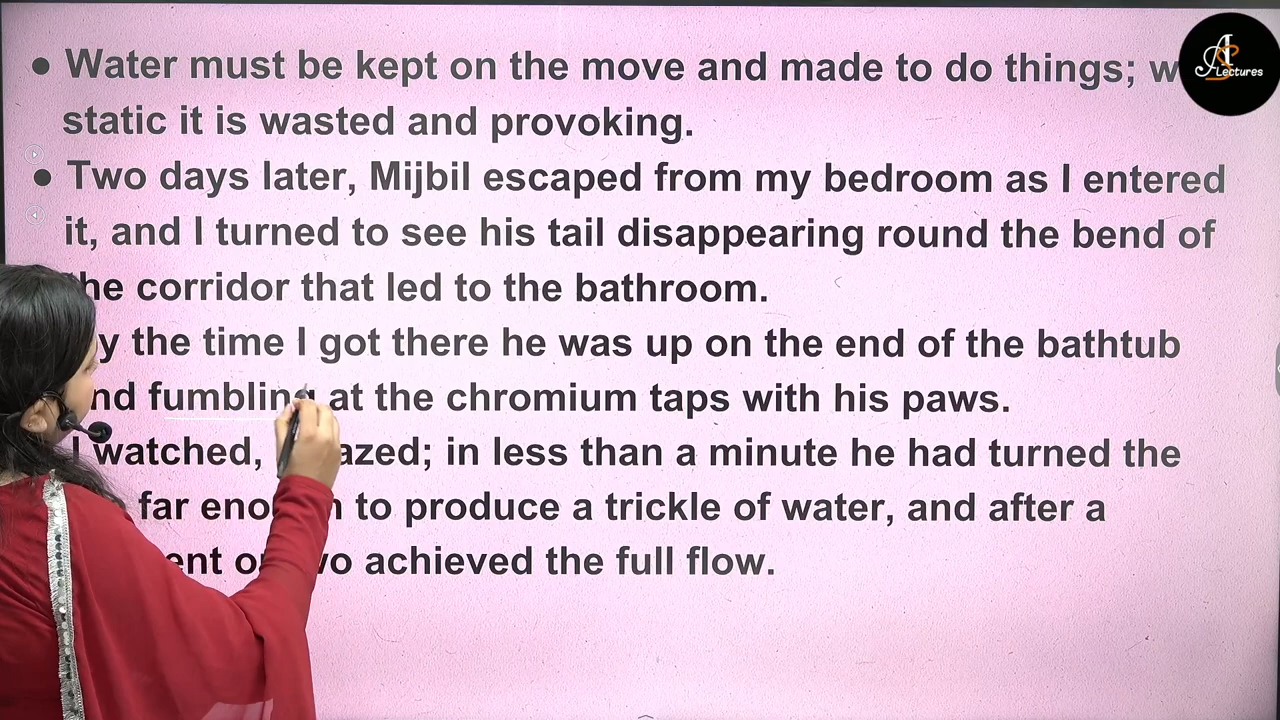 • Water must be kept on the move and made to do things;
static it is wasted and provoking.
• Two days later, Mijbil escaped from my bedroom as I entered
it, and I turned to see his tail disappearing round the bend of
the corridor that led to the bathroom.
the time I got there he was up on the end of the bathtub
fumbling at the chromium taps with his paws.
I watched, in less than a minute he had turned the
far to produce a trickle of water, and after a
achieved the full flow.
Lectures